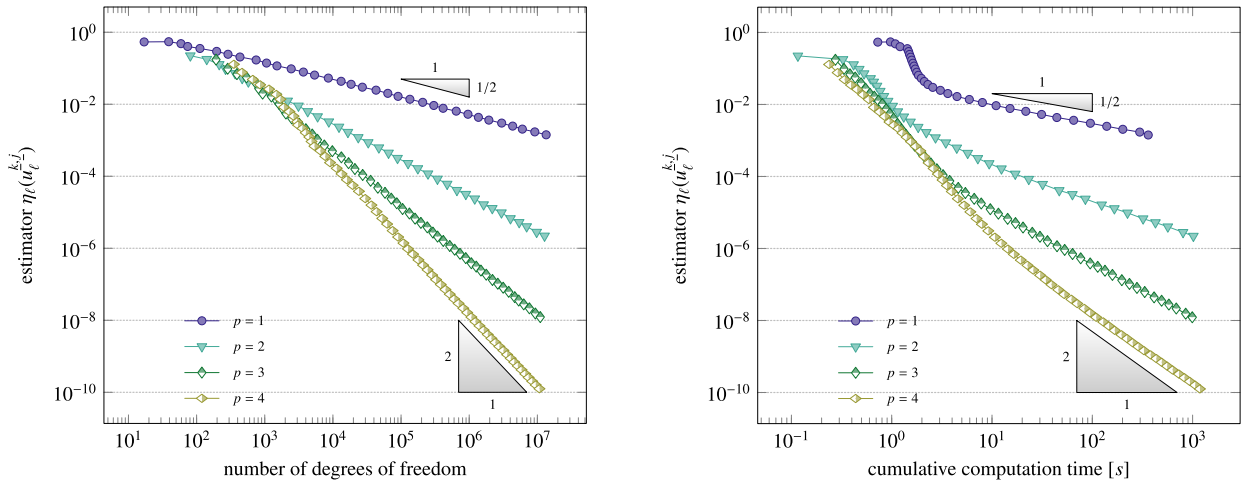 10^0
10^−2
10^−4
10^−6
10^−8
10^−10
estimator η_ℓ(u_ℓ^{k,j})
1
1/2
p = 1
p = 2
p = 3
p = 4
2
1
10^1 10^2 10^3 10^4 10^5 10^6 10^7
number of degrees of freedom
10^0
10^−2
10^−4
10^−6
10^−8
10^−10
estimator η_ℓ(u_ℓ^{k,j})
1
1/2
p = 1
p = 2
p = 3
p = 4
2
1
10^−1 10^0 10^1 10^2 10^3
cumulative computation time [s]